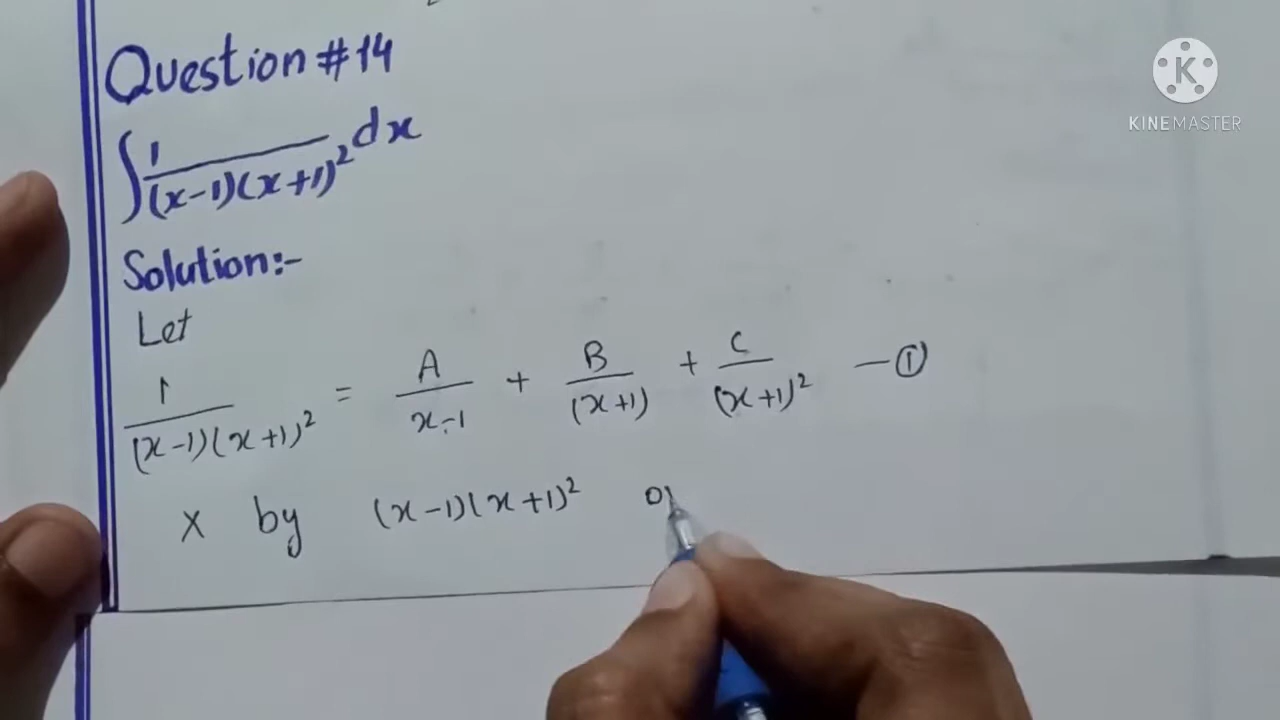 Question #14
∫ 1/((x-1)(x+1)²) dx
Solution:-
Let
1/((x-1)(x+1)²) = A/(x-1) + B/(x+1) + C/(x+1)² — ①
X by (x-1)(x+1)²
K
KINEMASTER